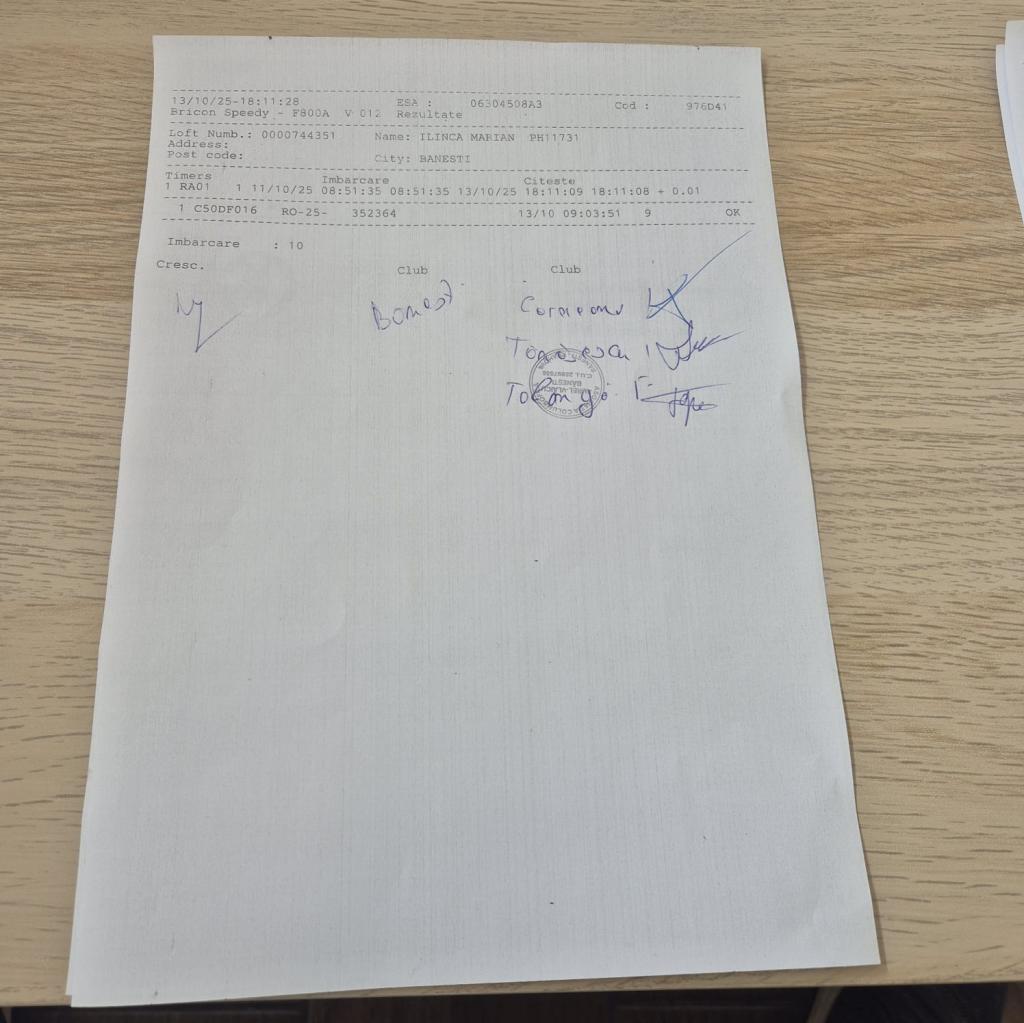 13/10/25-18:11:28 ESA : 06304508A3 Cod : 976D41
Bricon Speedy - F800A V 012 Rezultate
Loft Numb.: 0000744351 Name: ILINCA MARIAN PH11731
Address:
Post code: City: BANESTI
Timers Imbarcare Citeste
1 RA01 1 11/10/25 08:51:35 08:51:35 13/10/25 18:11:09 18:11:08 + 0.01
1 C50DF016 RO-25- 352364 13/10 09:03:51 9 OK
Imbarcare : 10
Cresc. Club Club
BANESTI